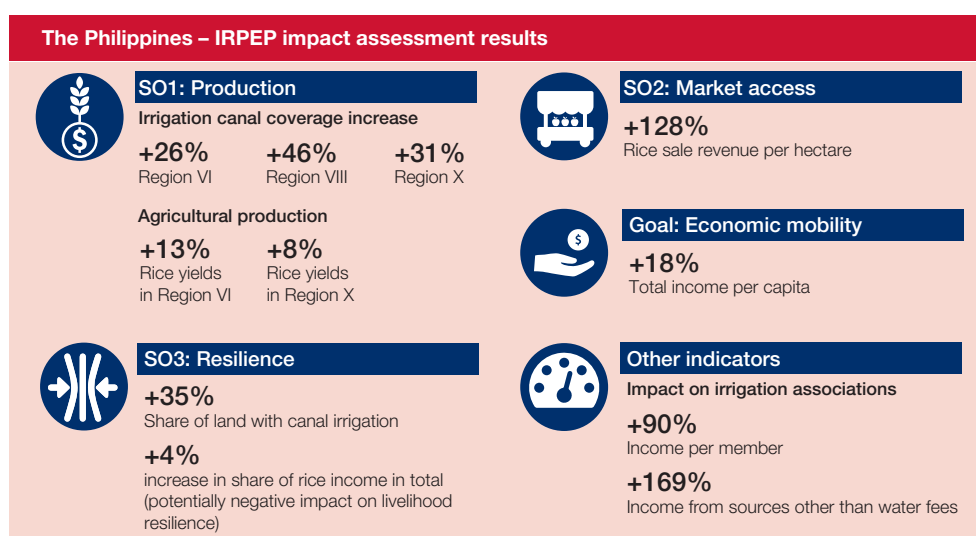 The Philippines – IRPEP impact assessment results
SO1: Production
Irrigation canal coverage increase
+26%
Region VI
+46%
Region VIII
+31%
Region X
Agricultural production
+13%
Rice yields
in Region VI
+8%
Rice yields
in Region X
SO2: Market access
+128%
Rice sale revenue per hectare
Goal: Economic mobility
$
+18%
Total income per capita
$
SO3: Resilience
+35%
Share of land with canal irrigation
+4%
increase in share of rice income in total
(potentially negative impact on livelihood
resilience)
Other indicators
Impact on irrigation associations
+90%
Income per member
+169%
Income from sources other than water fees